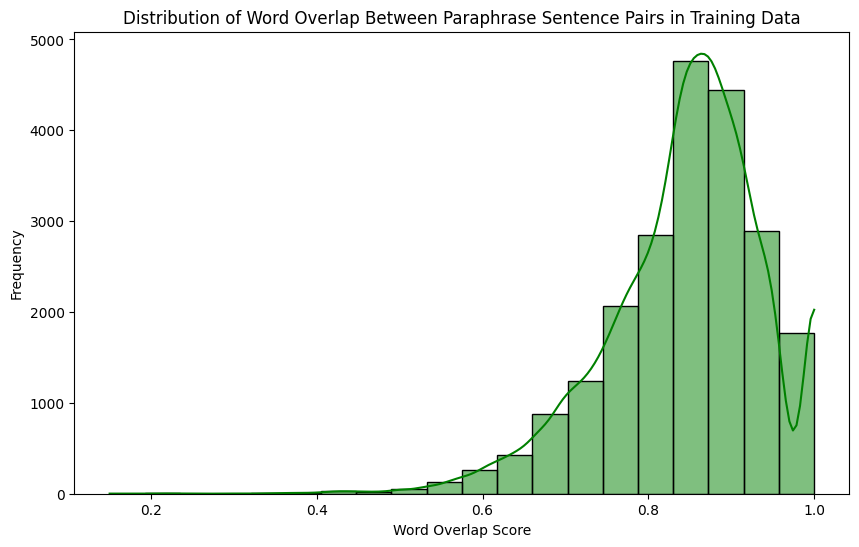 Distribution of Word Overlap Between Paraphrase Sentence Pairs in Training Data
5000
4000
3000
2000
1000
0
Frequency
0.2 0.4 0.6 0.8 1.0
Word Overlap Score